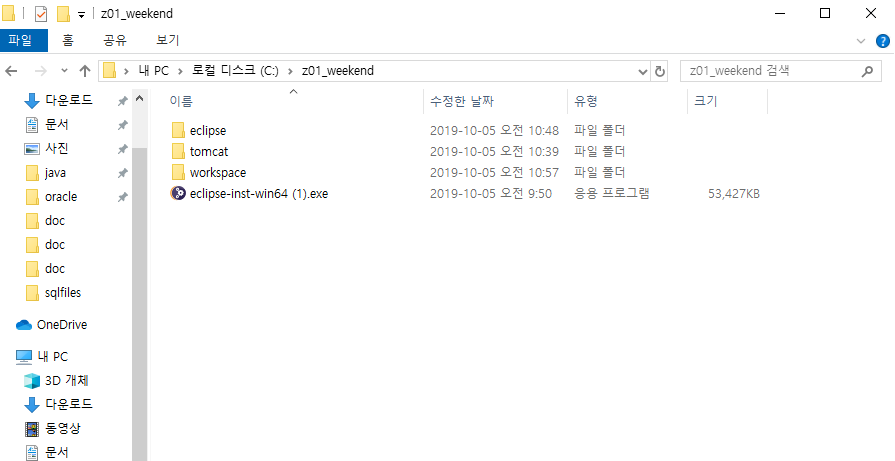 z01_weekend
파일 홈 공유 보기
내 PC 로컬 디스크 (C:) z01_weekend
z01_weekend 검색
이름 수정한 날짜 유형 크기
eclipse 2019-10-05 오전 10:48 파일 폴더
tomcat 2019-10-05 오전 10:39 파일 폴더
workspace 2019-10-05 오전 10:57 파일 폴더
eclipse-inst-win64 (1).exe 2019-10-05 오전 9:50 응용 프로그램 53,427KB
다운로드
문서
사진
java
oracle
doc
doc
doc
sqlfiles
OneDrive
내 PC
3D 개체
다운로드
동영상
문서